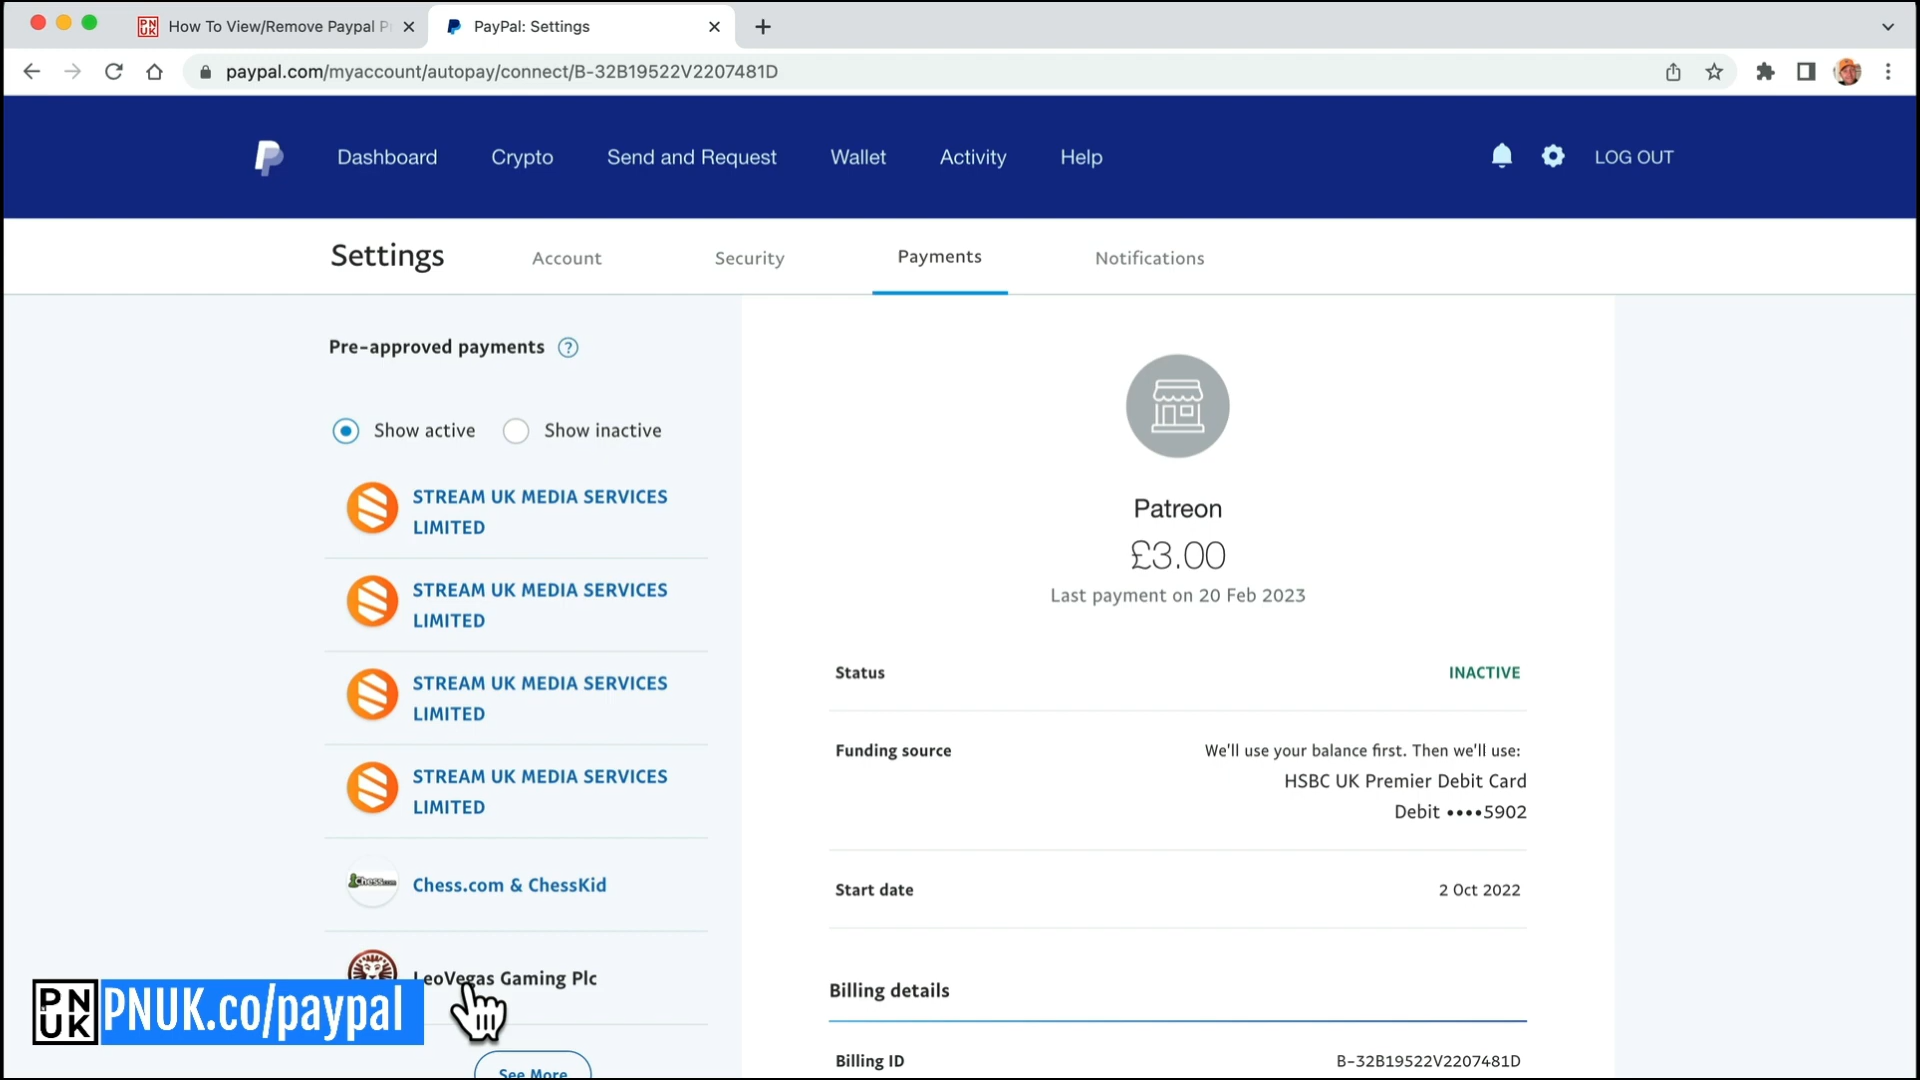 How To View/Remove Paypal P
PayPal: Settings
paypal.com/myaccount/autopay/connect/B-32B19522V2207481D
Dashboard
Crypto
Send and Request
Wallet
Activity
Help
LOG OUT
Settings
Account
Security
Payments
Notifications
Pre-approved payments ?
Show active
Show inactive
STREAM UK MEDIA SERVICES
LIMITED
STREAM UK MEDIA SERVICES
LIMITED
STREAM UK MEDIA SERVICES
LIMITED
STREAM UK MEDIA SERVICES
LIMITED
Chess.com
Chess.com & ChessKid
LeoVegas Gaming Plc
See More
Patreon
£3.00
Last payment on 20 Feb 2023
Status
INACTIVE
Funding source
We'll use your balance first. Then we'll use:
HSBC UK Premier Debit Card
Debit ••••5902
Start date
2 Oct 2022
Billing details
Billing ID
B-32B19522V2207481D
PN
UK
PNUK.co/paypal